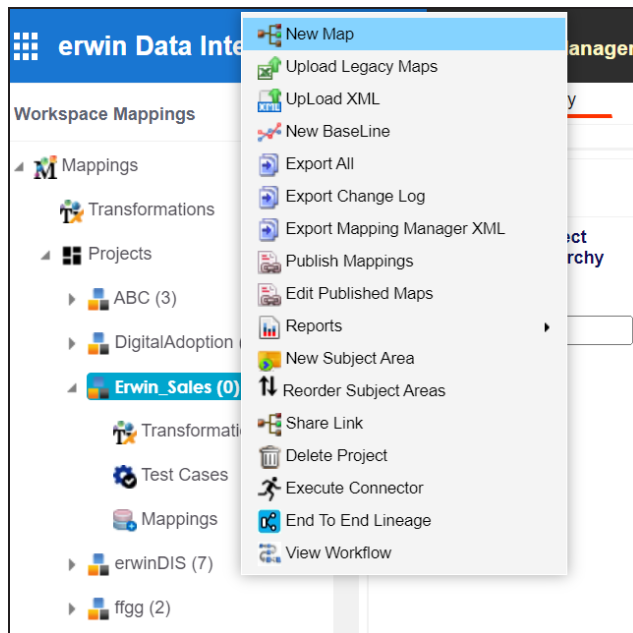 erwin Data Inte
anager
Workspace Mappings
y
Mappings
Transformations
Projects
ABC (3)
DigitalAdoption (
Erwin_Sales (0)
Transformati
Test Cases
Mappings
erwinDIS (7)
ffgg (2)
New Map
Upload Legacy Maps
UpLoad XML
New BaseLine
Export All
Export Change Log
Export Mapping Manager XML
Publish Mappings
Edit Published Maps
Reports
New Subject Area
Reorder Subject Areas
Share Link
Delete Project
Execute Connector
End To End Lineage
View Workflow
ect
rchy